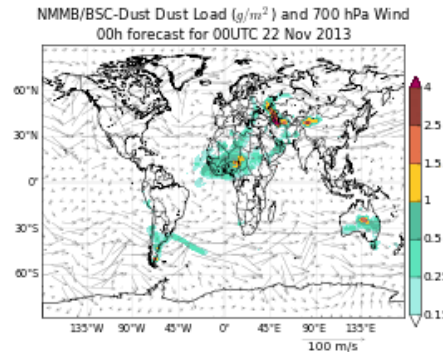 NMMB/BSC-Dust Dust Load (g/m²) and 700 hPa Wind
00h forecast for 00UTC 22 Nov 2013
4
60°N
2.5
30°N
1.5
0°
1
30°S
0.5
60°S
0.25
0.15
135°W 90°W 45°W 0° 45°E 90°E 135°E
100 m/s